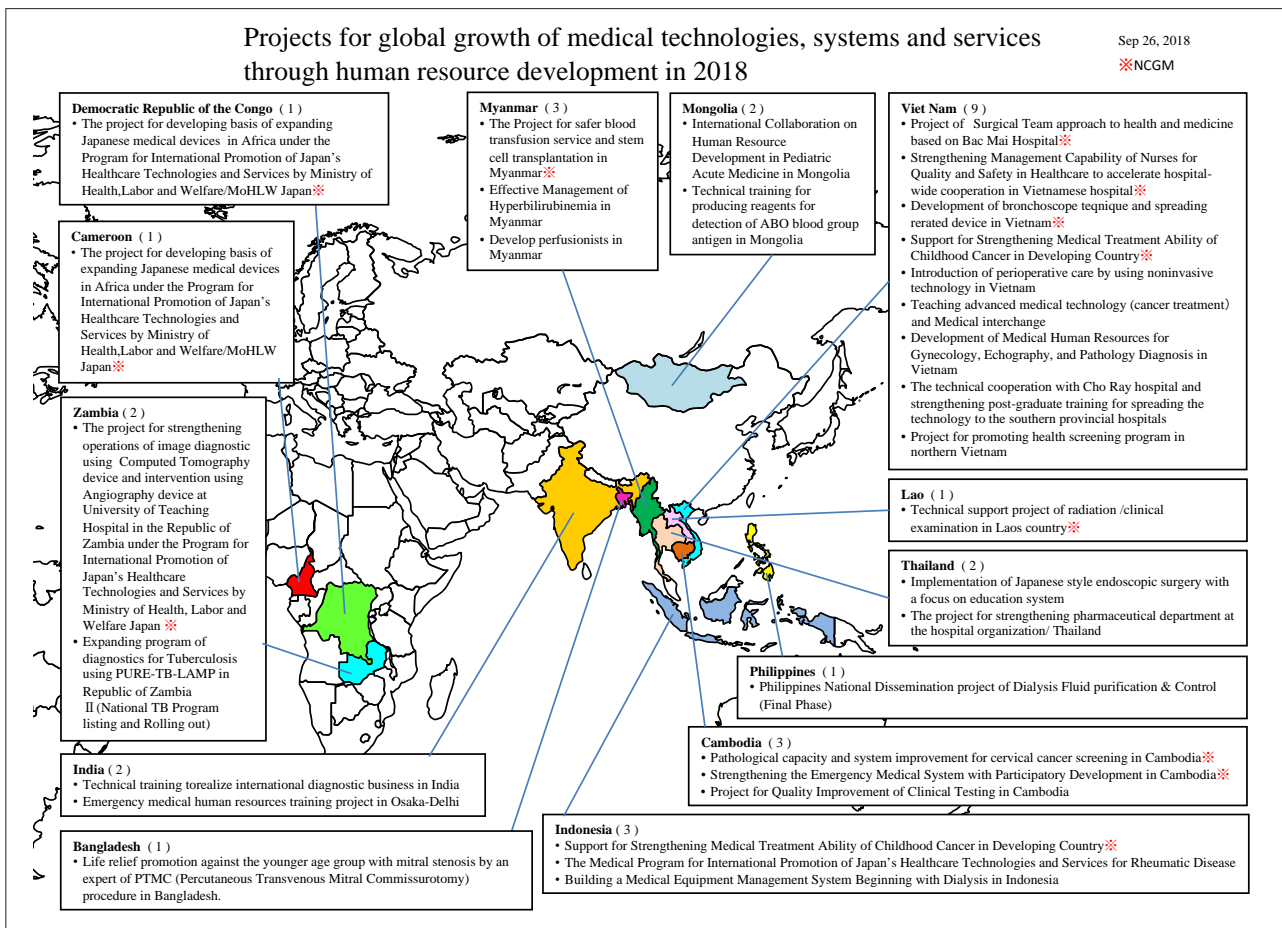 Projects for global growth of medical technologies, systems and services
through human resource development in 2018
Sep 26, 2018
※NCGM
Democratic Republic of the Congo ( 1 )
• The project for developing basis of expanding
Japanese medical devices in Africa under the
Program for International Promotion of Japan's
Healthcare Technologies and Services by Ministry
of Health,Labor and Welfare/MoHLW Japan※
Cameroon ( 1 )
• The project for developing basis of
expanding Japanese medical devices
in Africa under the Program for
International Promotion of Japan's
Healthcare Technologies and
Services by Ministry of
Health,Labor and Welfare/MoHLW
Japan※
Zambia ( 2 )
• The project for strengthening
operations of image diagnostic
using Computed Tomography
device and intervention using
Angiography device at
University of Teaching
Hospital in the Republic of
Zambia under the Program for
International Promotion of
Japan's Healthcare
Technologies and Services by
Ministry of Health, Labor and
Welfare Japan ※
• Expanding program of
diagnostics for Tuberculosis
using PURE-TB-LAMP in
Republic of Zambia
Ⅱ(National TB Program
listing and Rolling out)
India ( 2 )
• Technical training torealize international diagnostic business in India
• Emergency medical human resources training project in Osaka-Delhi
Bangladesh ( 1 )
• Life relief promotion against the younger age group with mitral stenosis by an
expert of PTMC (Percutaneous Transvenous Mitral Commissurotomy)
procedure in Bangladesh.
Myanmar ( 3 )
• The Project for safer blood
transfusion service and stem
cell transplantation in
Myanmar※
• Effective Management of
Hyperbilirubinemia in
Myanmar
• Develop perfusionists in
Myanmar
Mongolia ( 2 )
• International Collaboration on
Human Resource
Development in Pediatric
Acute Medicine in Mongolia
• Technical training for
producing reagents for
detection of ABO blood group
antigen in Mongolia
Viet Nam ( 9 )
• Project of Surgical Team approach to health and medicine
based on Bac Mai Hospital※
• Strengthening Management Capability of Nurses for
Quality and Safety in Healthcare to accelerate hospital-
wide cooperation in Vietnamese hospital※
• Development of bronchoscope teqnique and spreading
rerated device in Vietnam※
• Support for Strengthening Medical Treatment Ability of
Childhood Cancer in Developing Country※
• Introduction of perioperative care by using noninvasive
technology in Vietnam
• Teaching advanced medical technology (cancer treatment)
and Medical interchange
• Development of Medical Human Resources for
Gynecology, Echography, and Pathology Diagnosis in
Vietnam
• The technical cooperation with Cho Ray hospital and
strengthening post-graduate training for spreading the
technology to the southern provincial hospitals
• Project for promoting health screening program in
northern Vietnam
Lao ( 1 )
• Technical support project of radiation /clinical
examination in Laos country※
Thailand ( 2 )
• Implementation of Japanese style endoscopic surgery with
a focus on education system
• The project for strengthening pharmaceutical department at
the hospital organization/ Thailand
Philippines ( 1 )
• Philippines National Dissemination project of Dialysis Fluid purification & Control
(Final Phase)
Cambodia ( 3 )
• Pathological capacity and system improvement for cervical cancer screening in Cambodia※
• Strengthening the Emergency Medical System with Participatory Development in Cambodia※
• Project for Quality Improvement of Clinical Testing in Cambodia
Indonesia ( 3 )
• Support for Strengthening Medical Treatment Ability of Childhood Cancer in Developing Country※
• The Medical Program for International Promotion of Japan's Healthcare Technologies and Services for Rheumatic Disease
• Building a Medical Equipment Management System Beginning with Dialysis in Indonesia